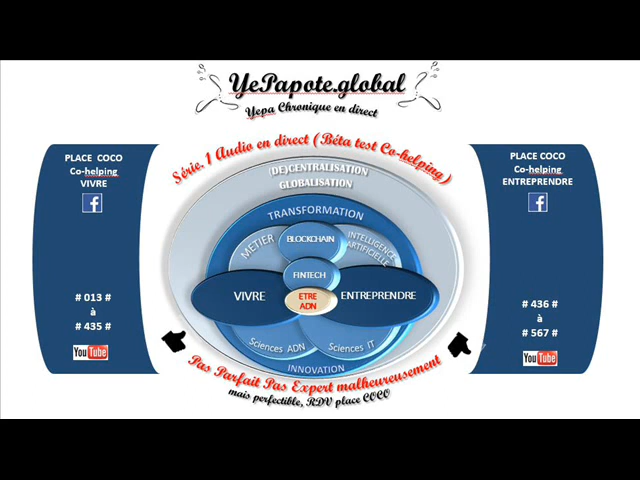 YePapote.global
Yepa Chronique en direct
Série, 1 Audio en direct (Béta test Co-helping)
PLACE COCO
Co-helping
VIVRE
# 013 #
à
# 435 #
YouTube
(DE)CENTRALISATION
GLOBALISATION
TRANSFORMATION
METIER
BLOCKCHAIN
INTELLIGENCE
ARTIFICIELLE
FINTECH
VIVRE
ETRE
ADN
ENTREPRENDRE
Sciences ADN
Sciences IT
INNOVATION
PLACE COCO
Co-helping
ENTREPRENDRE
# 436 #
à
# 567 #
YouTube
Pas Parfait Pas Expert malheureusement
mais perfectible, RDV place COCO